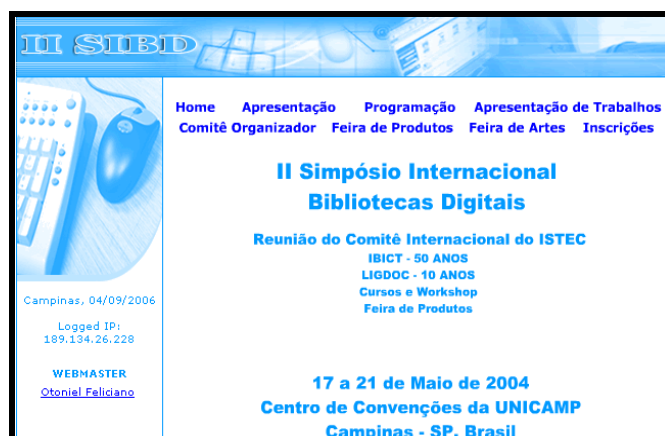 II SIBD
Home Apresentação Programação Apresentação de Trabalhos
Comitê Organizador Feira de Produtos Feira de Artes Inscrições
II Simpósio Internacional
Bibliotecas Digitais
Reunião do Comitê Internacional do ISTEC
IBICT - 50 ANOS
LIGDOC - 10 ANOS
Cursos e Workshop
Feira de Produtos
17 a 21 de Maio de 2004
Centro de Convenções da UNICAMP
Campinas - SP, Brasil
Campinas, 04/09/2006
Logged IP:
189.134.26.228
WEBMASTER
Otoniel Feliciano